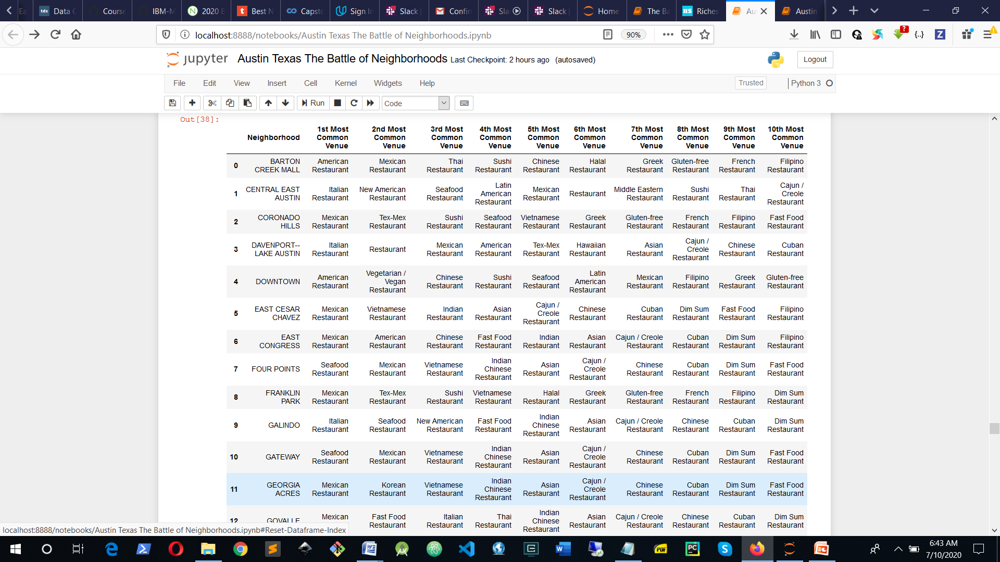 Ea
tds Data C
Course
IBM-M
N 2020 E
t Best N
Capsto
Sign In
Slack
Confir
Sla
Slack
Home
The Ba
HS Riches
Au
Austin
localhost:8888/notebooks/Austin Texas The Battle of Neighborhoods.ipynb
90%
jupyter Austin Texas The Battle of Neighborhoods Last Checkpoint: 2 hours ago (autosaved)
Logout
File Edit View Insert Cell Kernel Widgets Help
Trusted
Python 3
Run
Code
Out[38]:
Neighborhood 1st Most Common Venue 2nd Most Common Venue 3rd Most Common Venue 4th Most Common Venue 5th Most Common Venue 6th Most Common Venue 7th Most Common Venue 8th Most Common Venue 9th Most Common Venue 10th Most Common Venue
0 BARTON CREEK MALL American Restaurant Mexican Restaurant Thai Restaurant Sushi Restaurant Chinese Restaurant Halal Restaurant Greek Restaurant Gluten-free Restaurant French Restaurant Filipino Restaurant
1 CENTRAL EAST AUSTIN Italian Restaurant New American Restaurant Seafood Restaurant Latin American Restaurant Mexican Restaurant Restaurant Middle Eastern Restaurant Sushi Restaurant Thai Restaurant Cajun / Creole Restaurant
2 CORONADO HILLS Mexican Restaurant Tex-Mex Restaurant Sushi Restaurant Seafood Restaurant Vietnamese Restaurant Greek Restaurant Gluten-free Restaurant French Restaurant Filipino Restaurant Fast Food Restaurant
3 DAVENPORT--LAKE AUSTIN Italian Restaurant Restaurant Mexican Restaurant American Restaurant Tex-Mex Restaurant Hawaiian Restaurant Asian Restaurant Cajun / Creole Restaurant Chinese Restaurant Cuban Restaurant
4 DOWNTOWN American Restaurant Vegetarian / Vegan Restaurant Chinese Restaurant Sushi Restaurant Seafood Restaurant Latin American Restaurant Mexican Restaurant Filipino Restaurant Greek Restaurant Gluten-free Restaurant
5 EAST CESAR CHAVEZ Mexican Restaurant Vietnamese Restaurant Indian Restaurant Asian Restaurant Cajun / Creole Restaurant Chinese Restaurant Cuban Restaurant Dim Sum Restaurant Fast Food Restaurant Filipino Restaurant
6 EAST CONGRESS Mexican Restaurant American Restaurant Chinese Restaurant Fast Food Restaurant Indian Restaurant Asian Restaurant Cajun / Creole Restaurant Cuban Restaurant Dim Sum Restaurant Filipino Restaurant
7 FOUR POINTS Seafood Restaurant Mexican Restaurant Vietnamese Restaurant Indian Chinese Restaurant Asian Restaurant Cajun / Creole Restaurant Chinese Restaurant Cuban Restaurant Dim Sum Restaurant Fast Food Restaurant
8 FRANKLIN PARK Mexican Restaurant Tex-Mex Restaurant Sushi Restaurant Vietnamese Restaurant Halal Restaurant Greek Restaurant Gluten-free Restaurant French Restaurant Filipino Restaurant Dim Sum Restaurant
9 GALINDO Italian Restaurant Seafood Restaurant New American Restaurant Fast Food Restaurant Indian Chinese Restaurant Asian Restaurant Cajun / Creole Restaurant Chinese Restaurant Cuban Restaurant Dim Sum Restaurant
10 GATEWAY Seafood Restaurant Mexican Restaurant Vietnamese Restaurant Indian Chinese Restaurant Asian Restaurant Cajun / Creole Restaurant Chinese Restaurant Cuban Restaurant Dim Sum Restaurant Fast Food Restaurant
11 GEORGIA ACRES Mexican Restaurant Korean Restaurant Vietnamese Restaurant Indian Chinese Restaurant Asian Restaurant Cajun / Creole Restaurant Chinese Restaurant Cuban Restaurant Dim Sum Restaurant Fast Food Restaurant
12 GOVALLE Mexican Fast Food Restaurant Italian Restaurant Thai Restaurant Indian Chinese Restaurant Asian Restaurant Cajun / Creole Restaurant Chinese Restaurant Cuban Restaurant Dim Sum Restaurant
localhost:8888/notebooks/Austin Texas The Battle of Neighborhoods.ipynb#Reset-Dataframe-Index
6:43 AM
7/10/2020